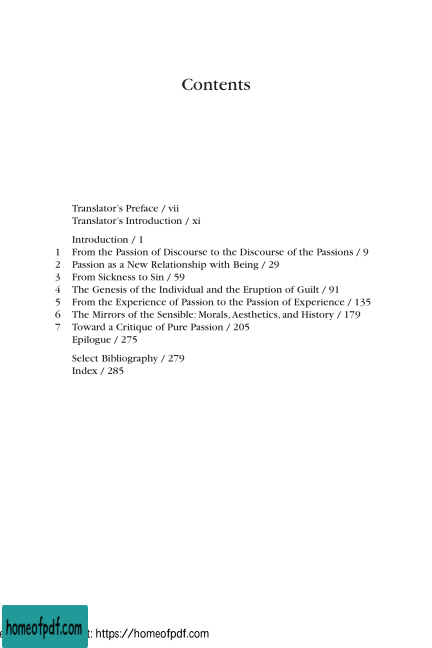 Contents
Translator's Preface / vii
Translator's Introduction / xi
Introduction / 1
1 From the Passion of Discourse to the Discourse of the Passions / 9
2 Passion as a New Relationship with Being / 29
3 From Sickness to Sin / 59
4 The Genesis of the Individual and the Eruption of Guilt / 91
5 From the Experience of Passion to the Passion of Experience / 135
6 The Mirrors of the Sensible: Morals, Aesthetics, and History / 179
7 Toward a Critique of Pure Passion / 205
Epilogue / 275
Select Bibliography / 279
Index / 285
homeofpdf.com t: https://homeofpdf.com